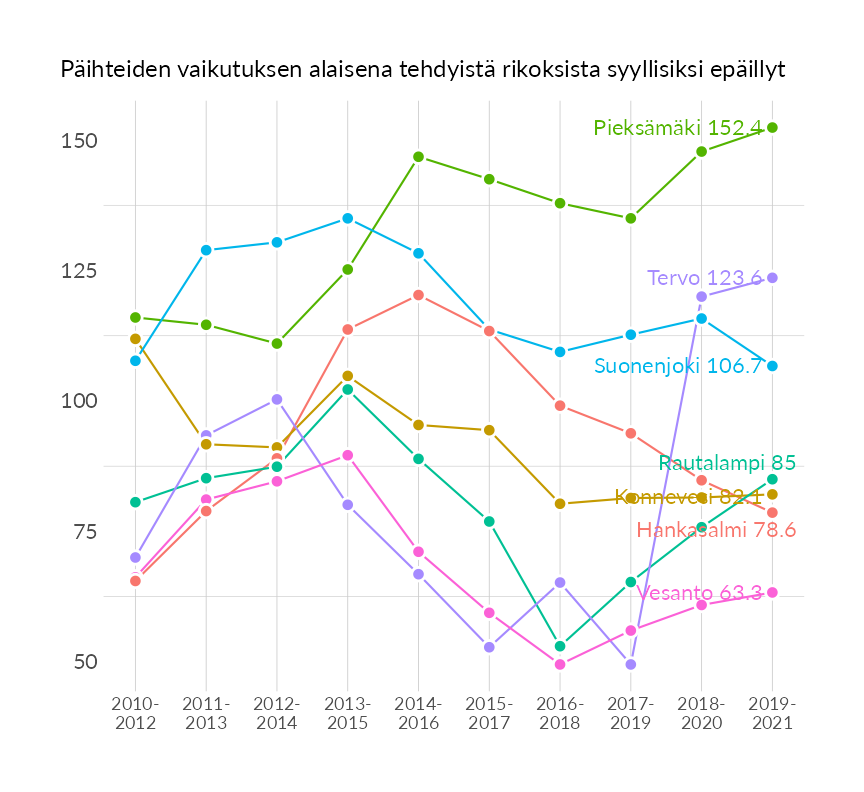 Päihteiden vaikutuksen alaisena tehdyistä rikoksista syyllisiksi epäillyt
150
125
100
75
50
Pieksämäki 152.4
Tervo 123.6
Suonenjoki 106.7
Rautalampi 85
Konnevesi 82.1
Hankasalmi 78.6
Vesanto 63.3
2010- 2011- 2012- 2013- 2014- 2015- 2016- 2017- 2018- 2019-
2012 2013 2014 2015 2016 2017 2018 2019 2020 2021